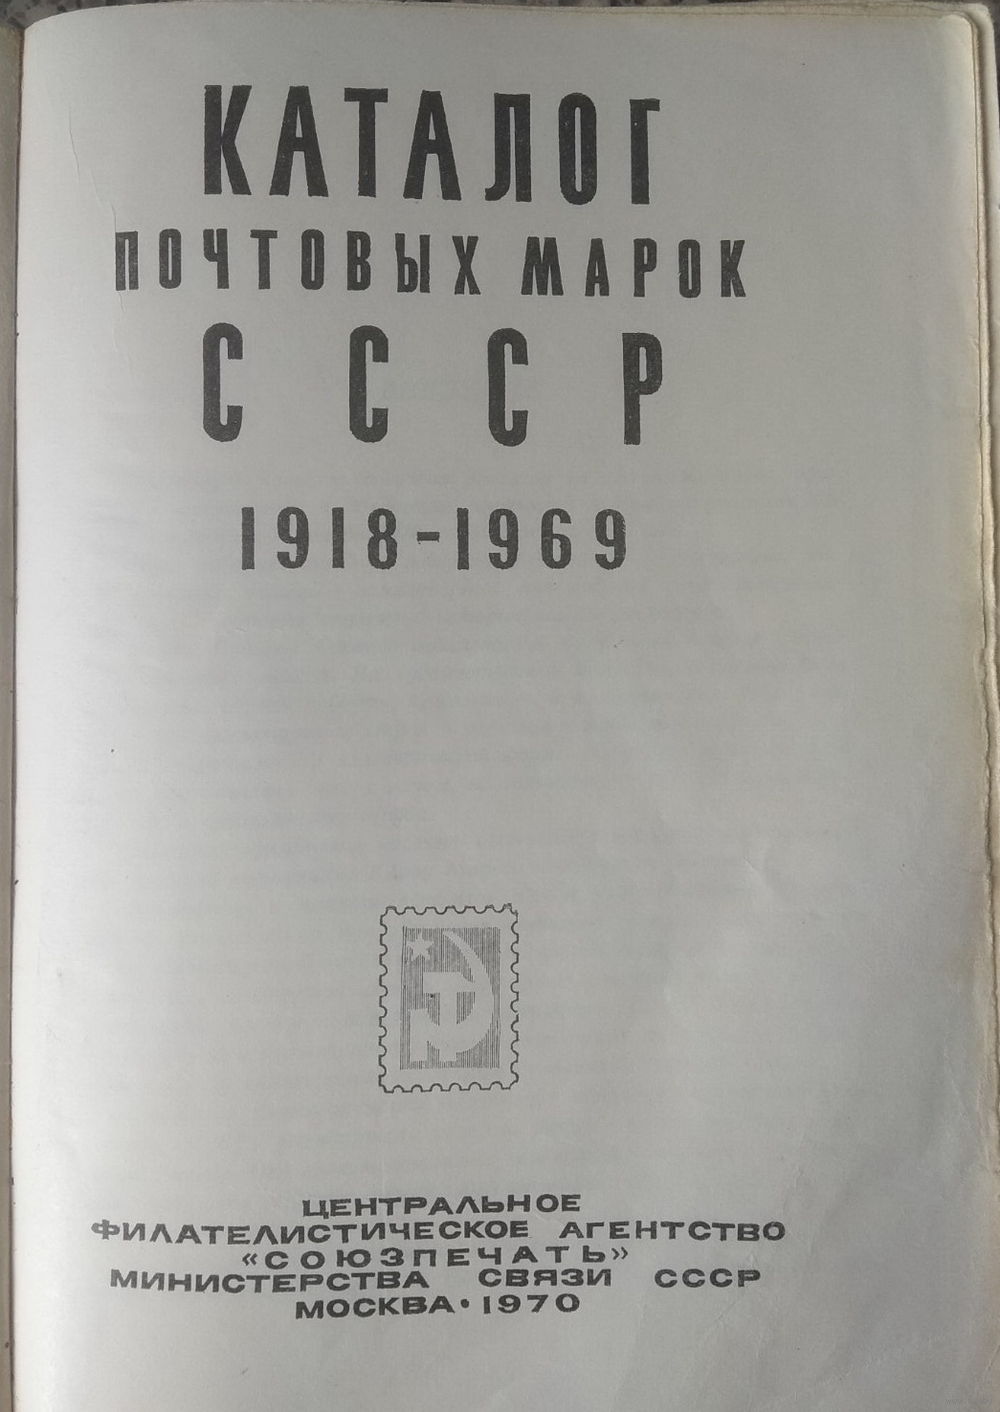 КАТАЛОГ
ПОЧТОВЫХ МАРОК
СССР
1918-1969
ЦЕНТРАЛЬНОЕ
ФИЛАТЕЛИСТИЧЕСКОЕ АГЕНТСТВО
«СОЮЗПЕЧАТЬ»
МИНИСТЕРСТВА СВЯЗИ СССР
МОСКВА • 1970